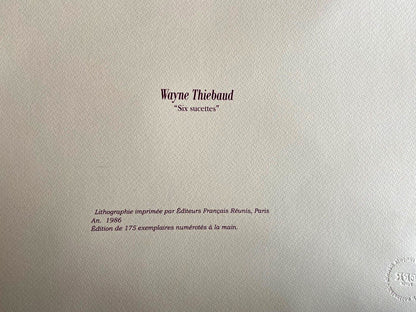 Wayne Thiebaud
"Six sucettes"
Lithographie imprimée par Éditeurs Français Réunis, Paris
An. 1986
Édition de 175 exemplaires numérotés à la main.